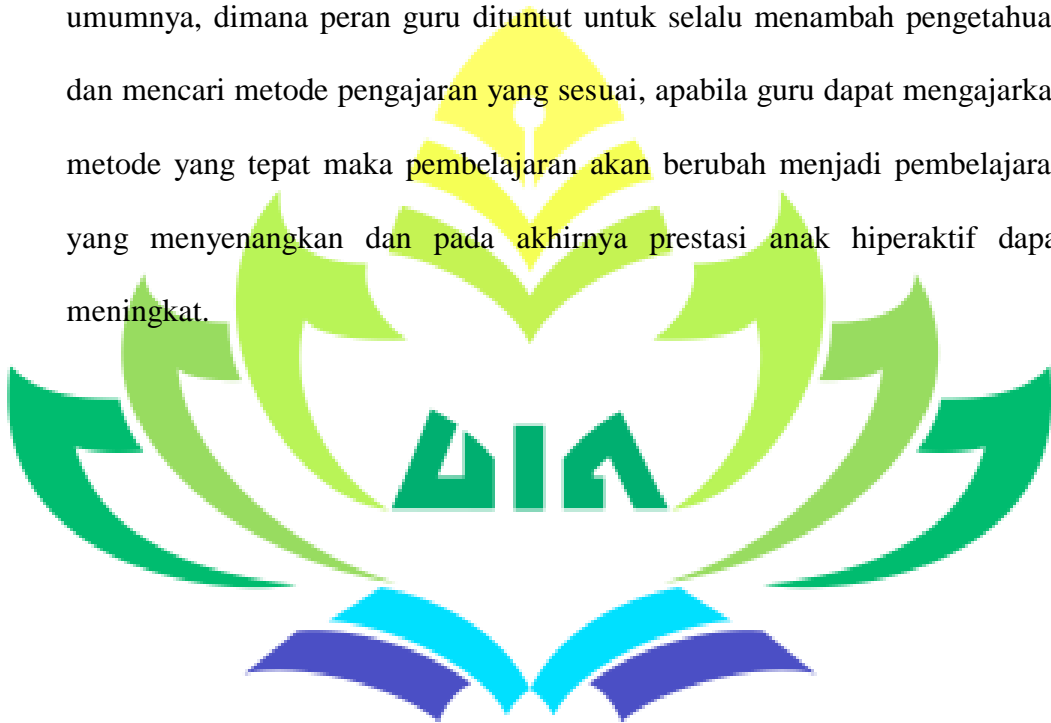 umumnya, dimana peran guru dituntut untuk selalu menambah pengetahua
dan mencari metode pengajaran yang sesuai, apabila guru dapat mengajarka
metode yang tepat maka pembelajaran akan berubah menjadi pembelajara
yang menyenangkan dan pada akhirnya prestasi anak hiperaktif dapa
meningkat.